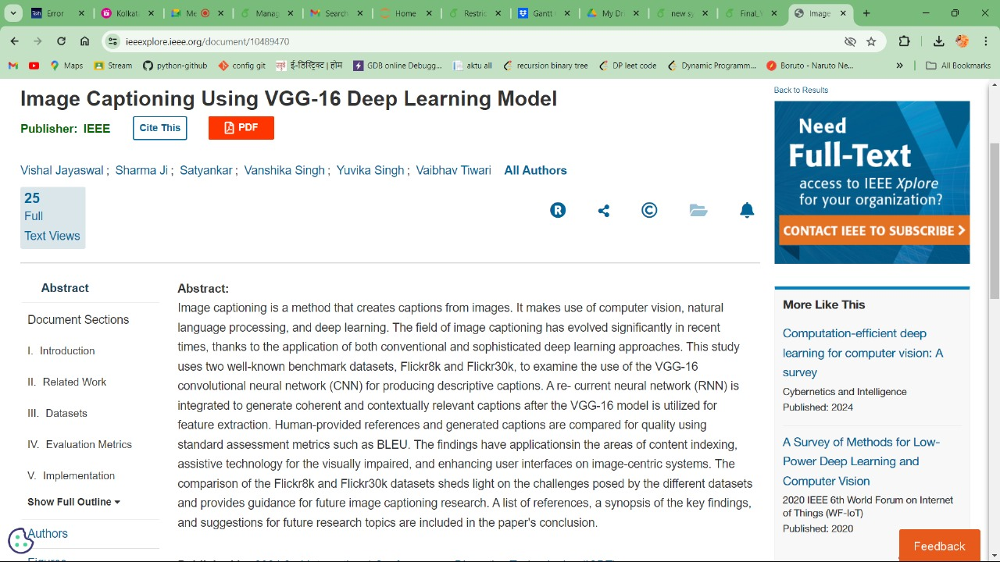 Error
Kolkat
Me
Manag
Search
Home
Restric
Gantt
My Dri
new sy
Final_Y
Image
ieeexplore.ieee.org/document/10489470
Maps
Stream
python-github
config git
ई-डिस्ट्रिक्ट | होम
GDB online Debugg...
aktu all
recursion binary tree
DP leet code
Dynamic Programm...
Boruto - Naruto Ne...
»
All Bookmarks
Image Captioning Using VGG-16 Deep Learning Model
Publisher: IEEE
Cite This
PDF
Vishal Jayaswal ; Sharma Ji ; Satyankar ; Vanshika Singh ; Yuvika Singh ; Vaibhav Tiwari All Authors
25
Full
Text Views
R
©
Abstract
Document Sections
I. Introduction
II. Related Work
III. Datasets
IV. Evaluation Metrics
V. Implementation
Show Full Outline
Authors
Figures
Abstract:
Image captioning is a method that creates captions from images. It makes use of computer vision, natural
language processing, and deep learning. The field of image captioning has evolved significantly in recent
times, thanks to the application of both conventional and sophisticated deep learning approaches. This study
uses two well-known benchmark datasets, Flickr8k and Flickr30k, to examine the use of the VGG-16
convolutional neural network (CNN) for producing descriptive captions. A re- current neural network (RNN) is
integrated to generate coherent and contextually relevant captions after the VGG-16 model is utilized for
feature extraction. Human-provided references and generated captions are compared for quality using
standard assessment metrics such as BLEU. The findings have applicationsin the areas of content indexing,
assistive technology for the visually impaired, and enhancing user interfaces on image-centric systems. The
comparison of the Flickr8k and Flickr30k datasets sheds light on the challenges posed by the different datasets
and provides guidance for future image captioning research. A list of references, a synopsis of the key findings,
and suggestions for future research topics are included in the paper's conclusion.
Back to Results
Need
Full-Text
access to IEEE Xplore
for your organization?
CONTACT IEEE TO SUBSCRIBE >
More Like This
Computation-efficient deep
learning for computer vision: A
survey
Cybernetics and Intelligence
Published: 2024
A Survey of Methods for Low-
Power Deep Learning and
Computer Vision
2020 IEEE 6th World Forum on Internet
of Things (WF-IoT)
Published: 2020
Feedback